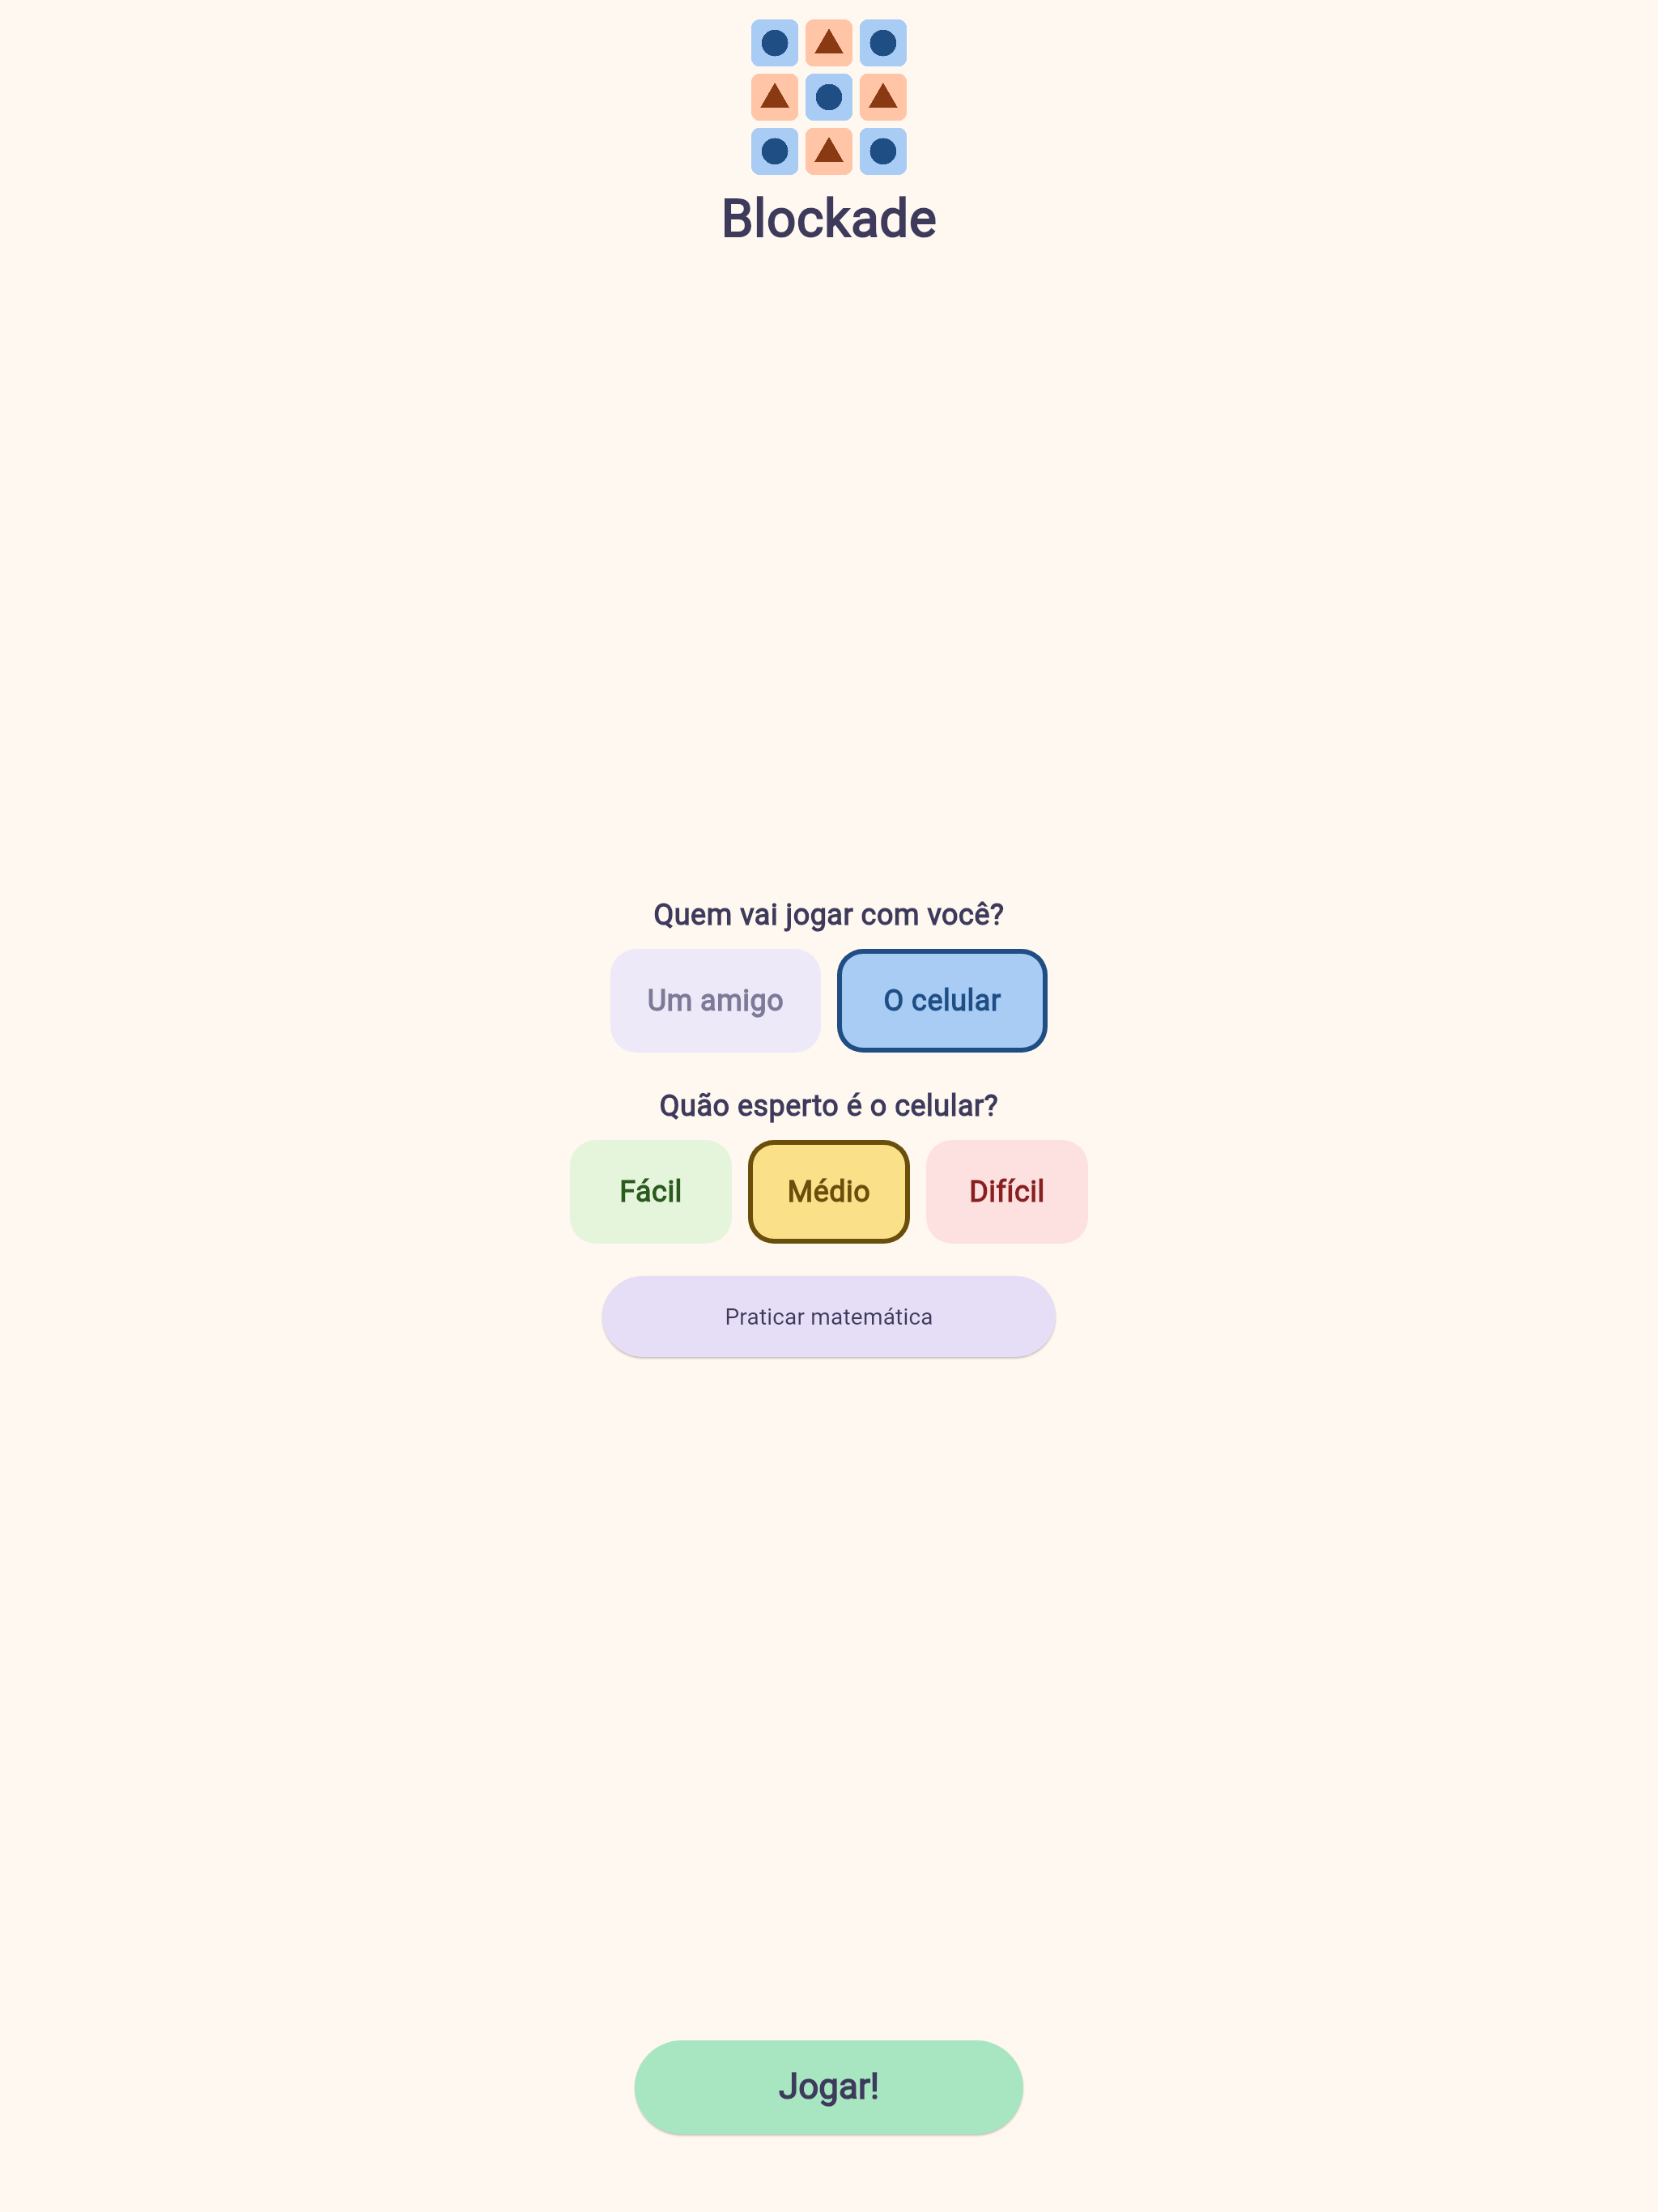 Blockade
Quem vai jogar com você?
Um amigo
O celular
Quão esperto é o celular?
Fácil
Médio
Difícil
Praticar matemática
Jogar!